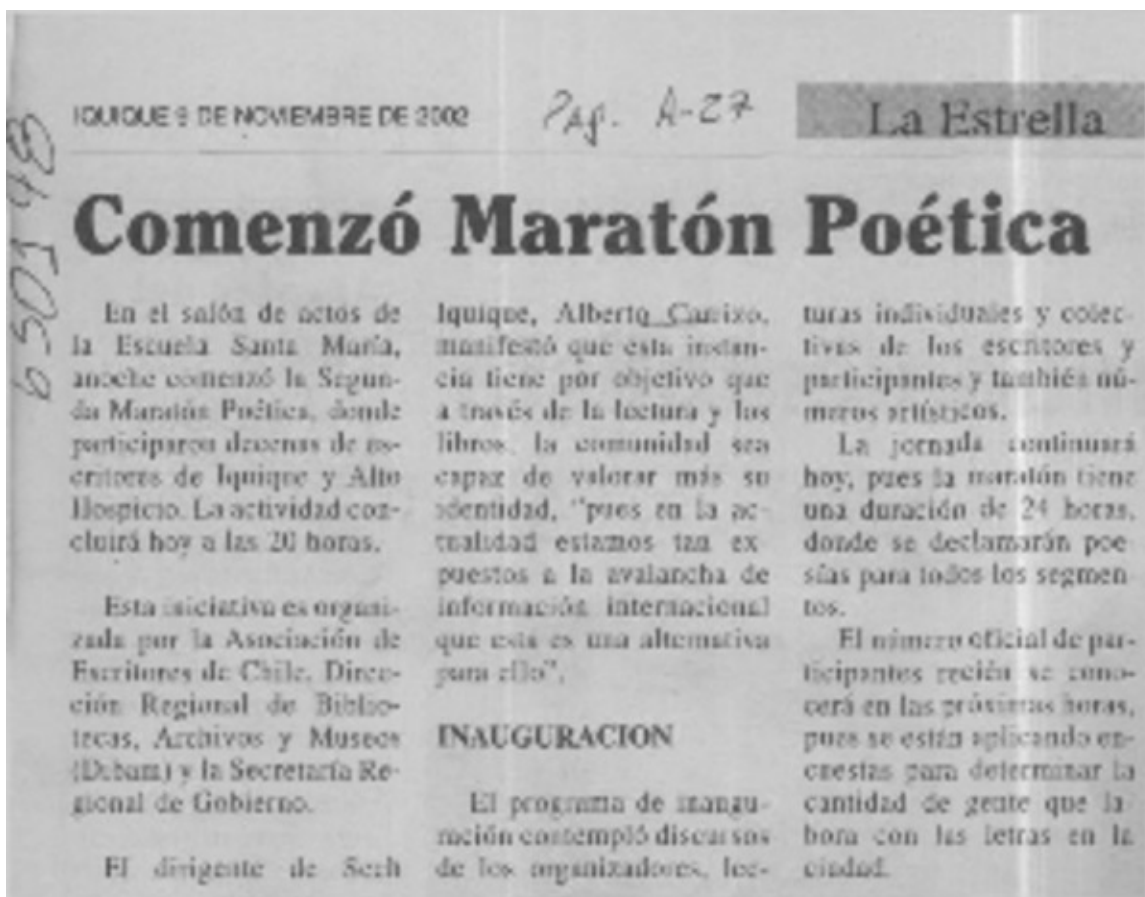 IQUIQUE 9 DE NOVIEMBRE DE 2002
Pag. A-27
La Estrella
Comenzó Maratón Poética
En el salón de actos de
la Escuela Santa María,
anoche comenzó la Segun-
da Maratón Poética, donde
participaron decenas de es-
critores de Iquique y Alto
Hospicio. La actividad con-
cluirá hoy a las 20 horas.
Esta iniciativa es organi-
zada por la Asociación de
Escritores de Chile, Direc-
ción Regional de Biblio-
tecas, Archivos y Museos
(Dibam) y la Secretaría Re-
gional de Gobierno.
El dirigente de Sech
Iquique, Alberto Carrizo,
manifestó que esta instan-
cia tiene por objetivo que
a través de la lectura y los
libros, la comunidad sea
capaz de valorar más su
identidad, "pues en la ac-
tualidad estamos tan ex-
puestos a la avalancha de
información internacional
que esta es una alternativa
para ello".
INAUGURACION
El programa de inaugu-
ración contempló discursos
de los organizadores, lec-
turas individuales y colec-
tivas de los escritores y
participantes y también nú-
meros artísticos.
La jornada continuará
hoy, pues la maratón tiene
una duración de 24 horas,
donde se declamarán poe-
sías para todos los segmen-
tos.
El número oficial de par-
ticipantes recién se cono-
cerá en las próximas horas,
pues se están aplicando en-
cuestas para determinar la
cantidad de gente que la-
bora con las letras en la
ciudad.